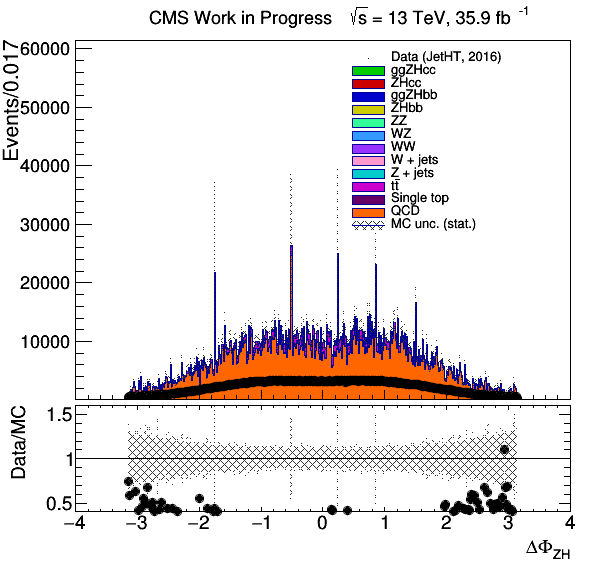 CMS Work in Progress √s = 13 TeV, 35.9 fb⁻¹
Events/0.017
60000
50000
40000
30000
20000
10000
Data (JetHT, 2016)
ggZHcc
ZHcc
ggZHbb
ZHbb
ZZ
WZ
WW
W + jets
Z + jets
tt̄
Single top
QCD
MC unc. (stat.)
Data/MC
1.5
1
0.5
−4 −3 −2 −1 0 1 2 3 4
ΔΦ_ZH